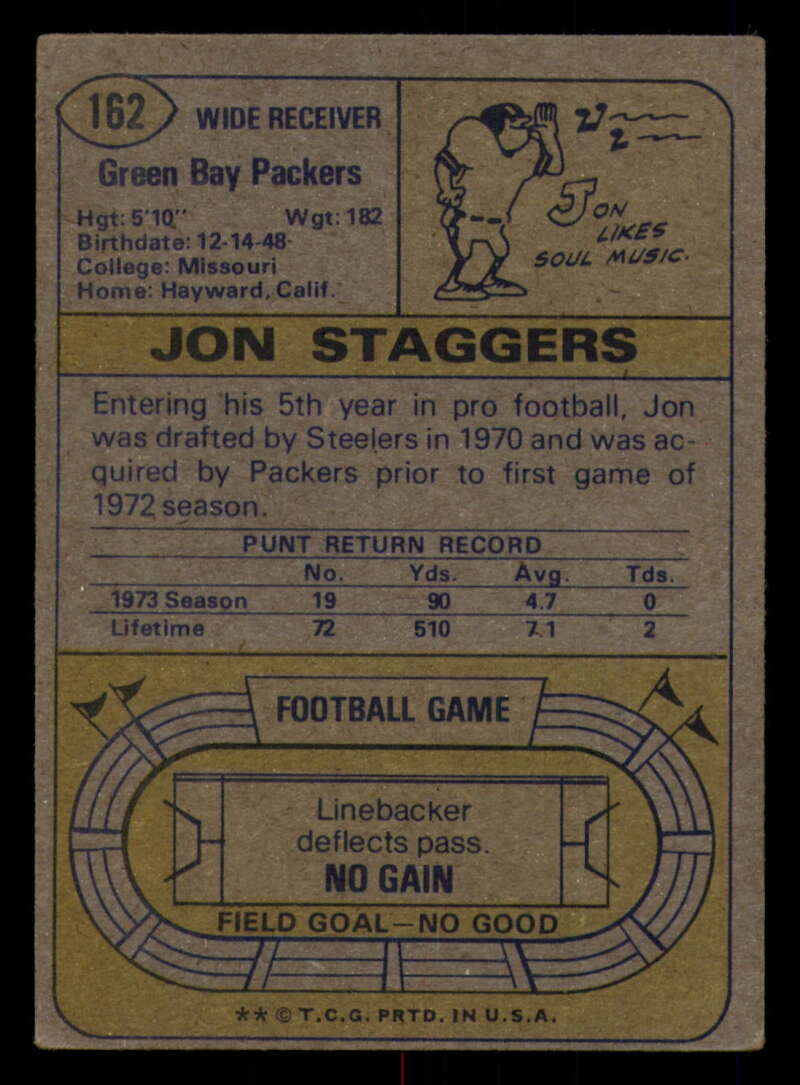 162
WIDE RECEIVER
Green Bay Packers
Hgt: 5'10" Wgt: 182
Birthdate: 12-14-48
College: Missouri
Home: Hayward, Calif.
JON
LIKES
SOUL MUSIC.
JON STAGGERS
Entering his 5th year in pro football, Jon
was drafted by Steelers in 1970 and was ac-
quired by Packers prior to first game of
1972 season.
PUNT RETURN RECORD
No. Yds. Avg. Tds.
1973 Season 19 90 4.7 0
Lifetime 72 510 7.1 2
FOOTBALL GAME
Linebacker
deflects pass.
NO GAIN
FIELD GOAL—NO GOOD
** © T.C.G. PRTD. IN U.S.A.